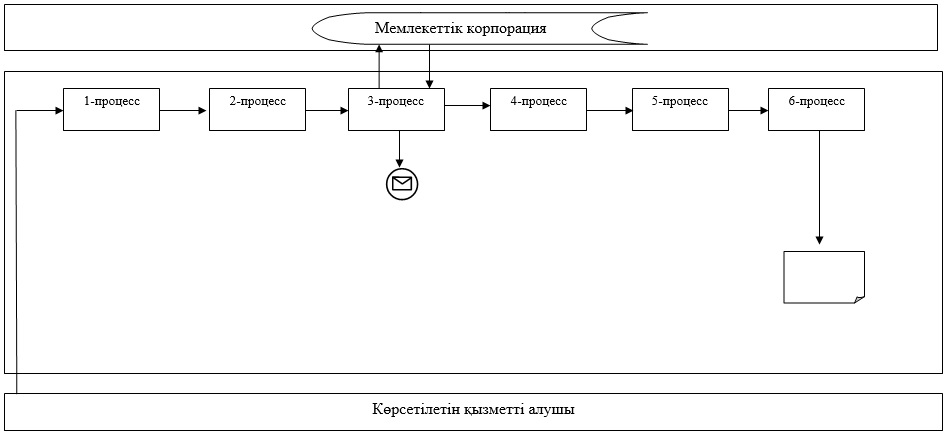 Мемлекеттік корпорация
1-процесс
2-процесс
3-процесс
4-процесс
5-процесс
6-процесс
Көрсетілетін қызметті алушы